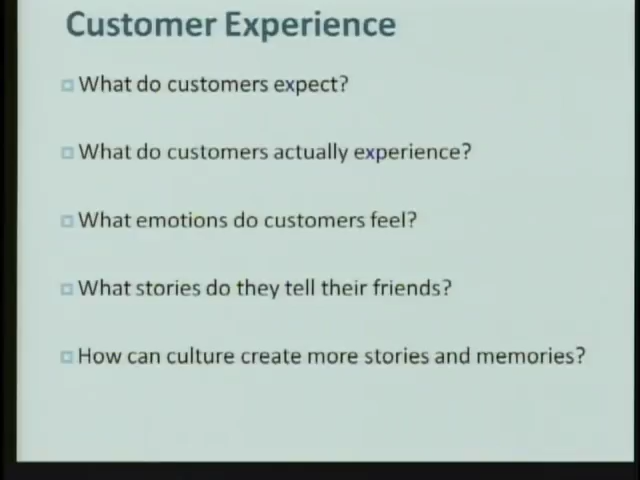 Customer Experience
What do customers expect?
What do customers actually experience?
What emotions do customers feel?
What stories do they tell their friends?
How can culture create more stories and memories?